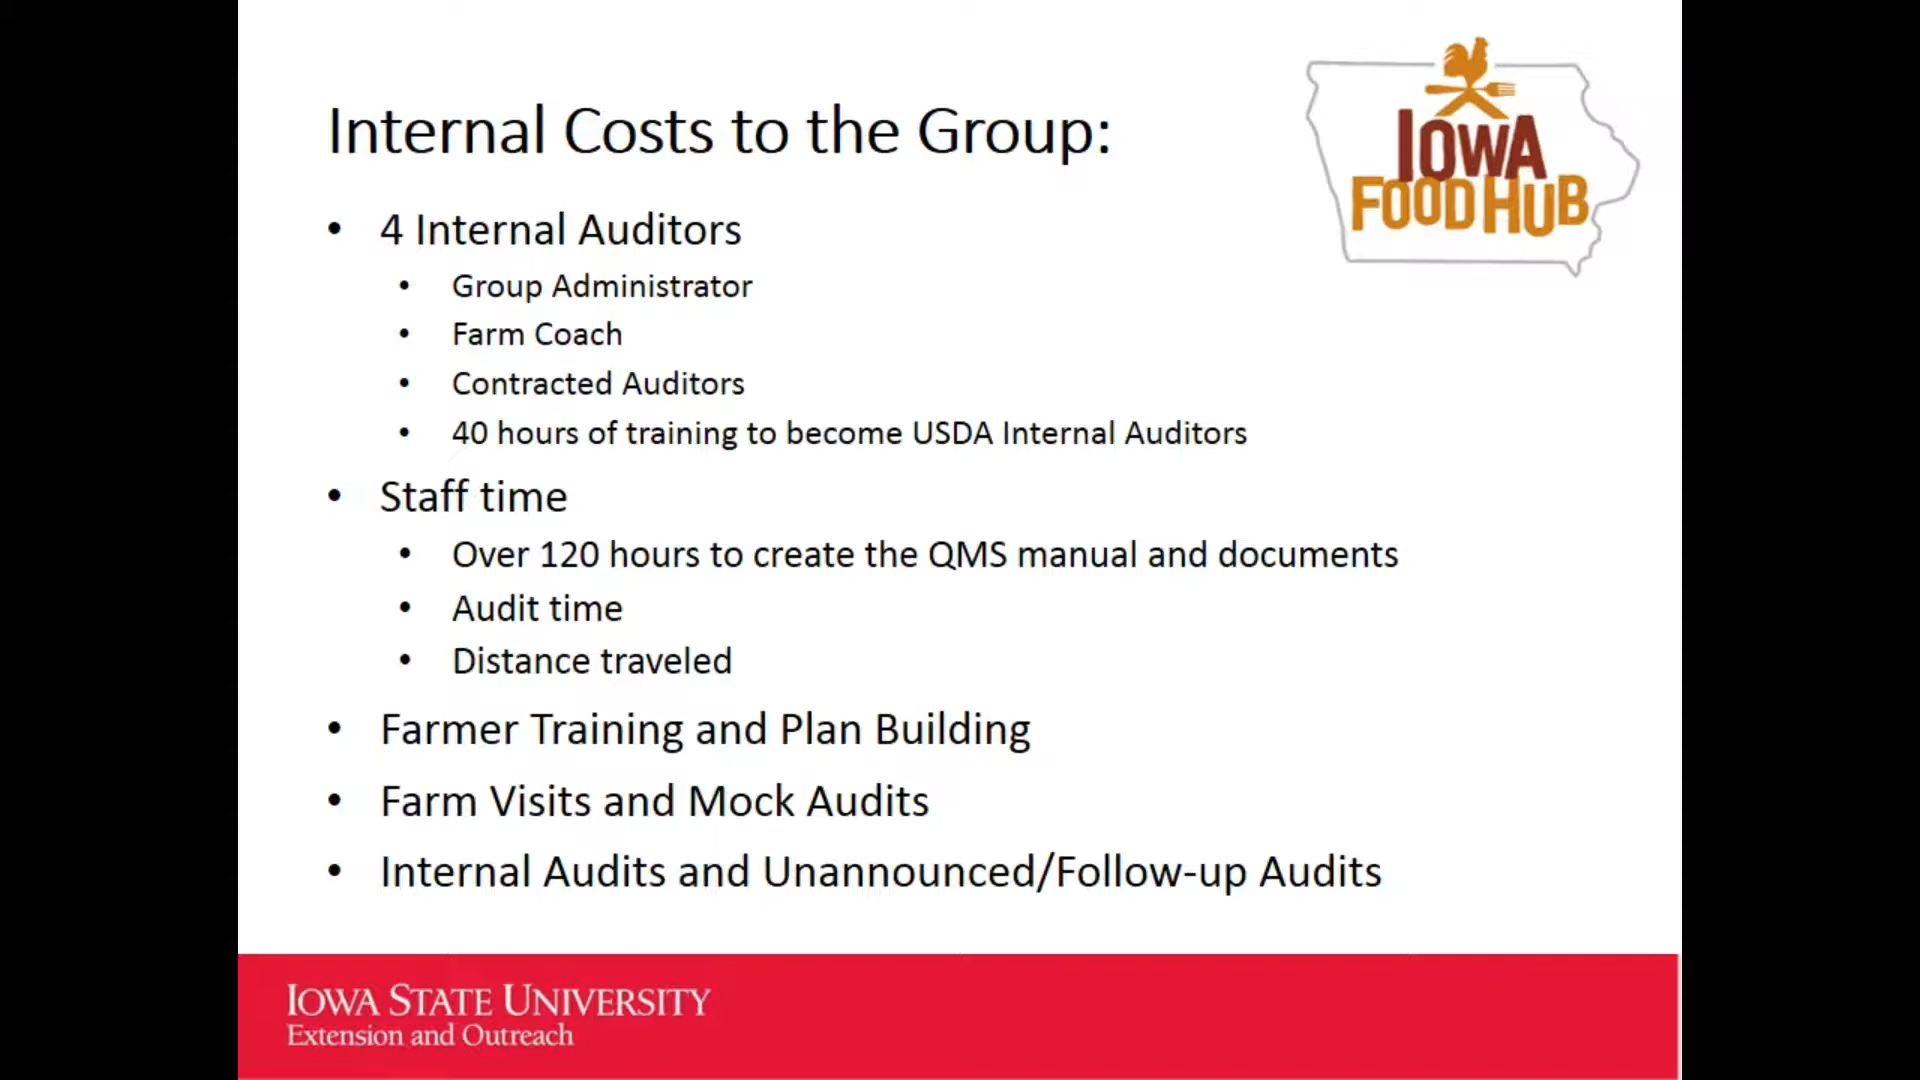 Internal Costs to the Group:
IOWA
FOOD HUB
• 4 Internal Auditors
• Group Administrator
• Farm Coach
• Contracted Auditors
• 40 hours of training to become USDA Internal Auditors
• Staff time
• Over 120 hours to create the QMS manual and documents
• Audit time
• Distance traveled
• Farmer Training and Plan Building
• Farm Visits and Mock Audits
• Internal Audits and Unannounced/Follow-up Audits
IOWA STATE UNIVERSITY
Extension and Outreach